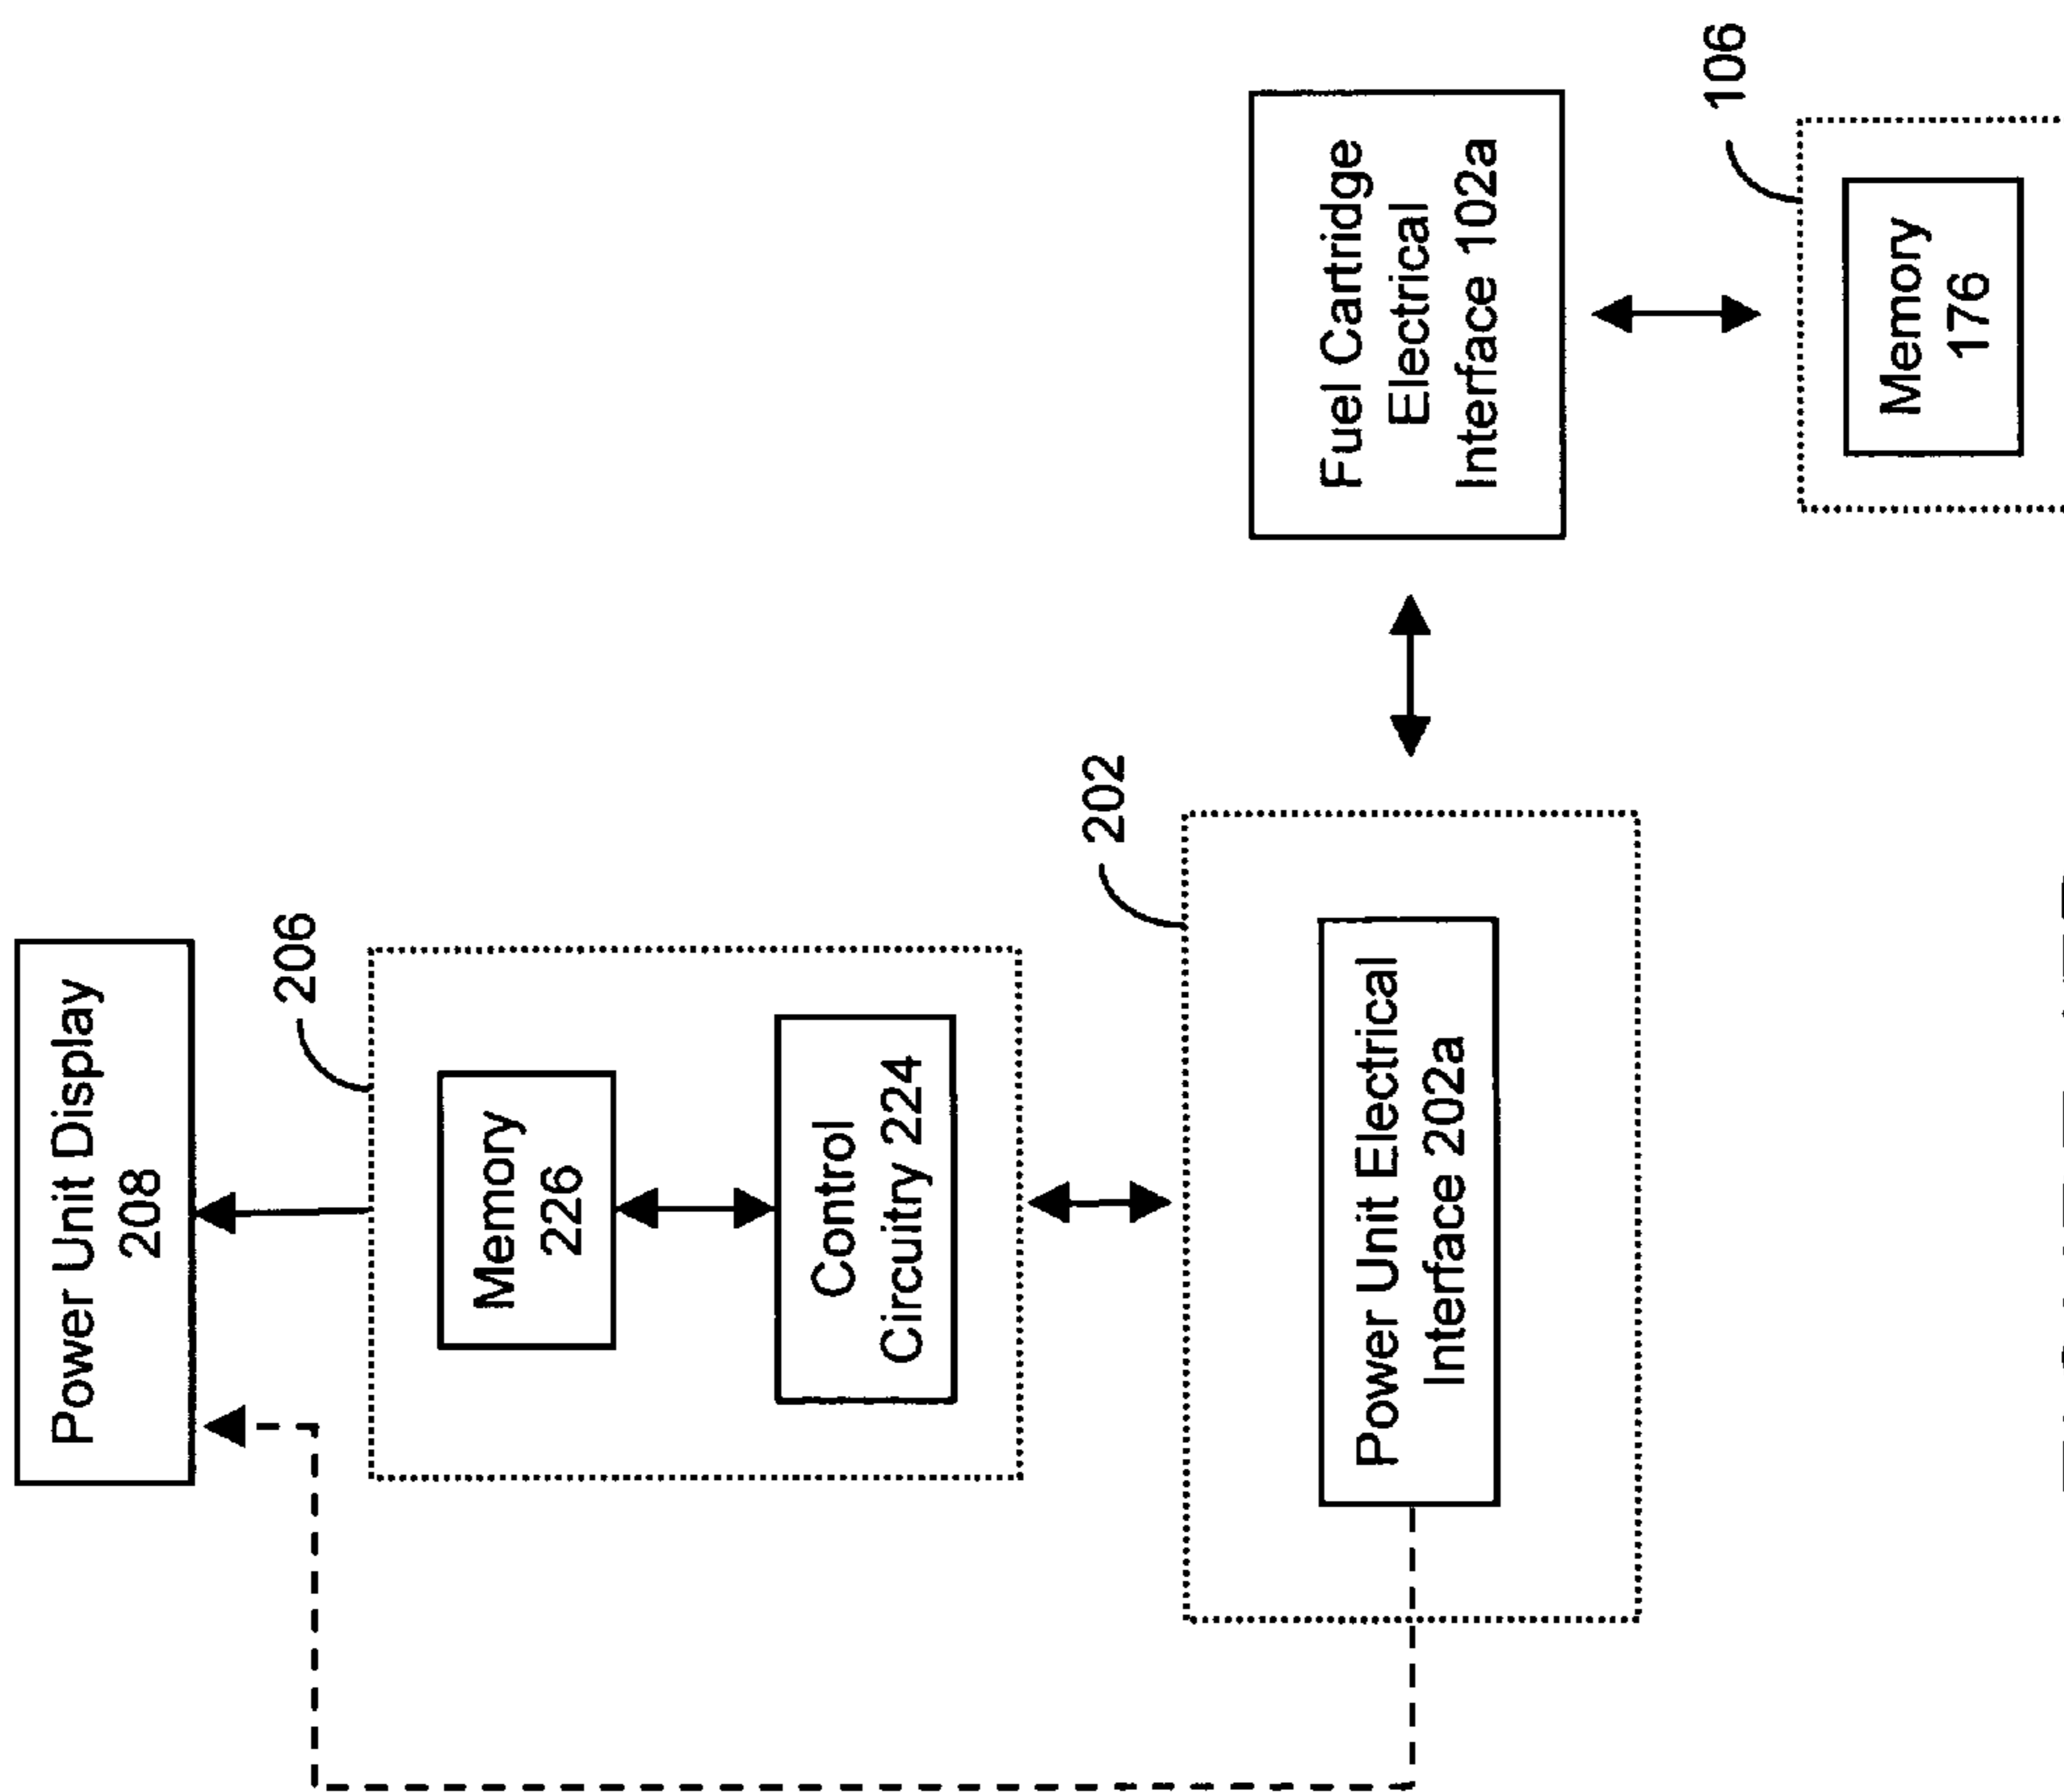 Power Unit Display
208
206
Memory
226
Control
Circuitry 224
202
Power Unit Electrical
Interface 202a
Fuel Cartridge
Electrical
Interface 102a
106
Memory
176